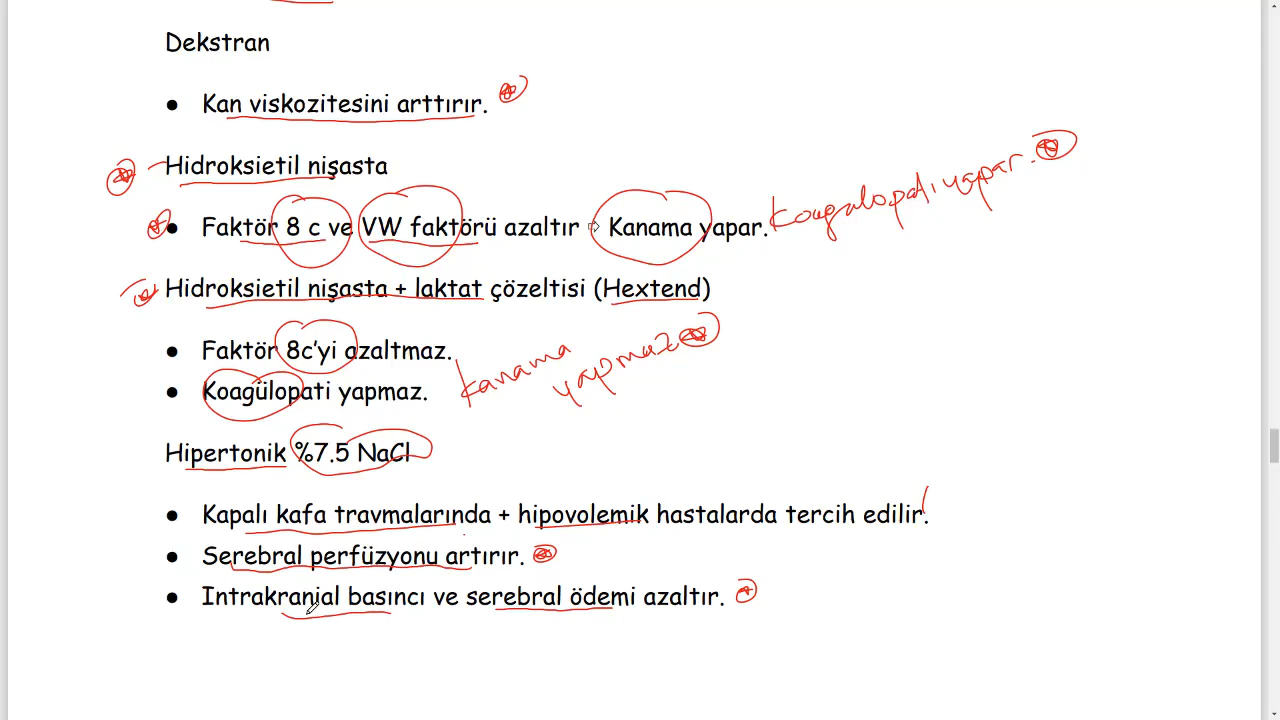 Dekstran
● Kan viskozitesini arttırır.
Hidroksietil nişasta
● Faktör 8 c ve VW faktörü azaltır → Kanama yapar. Koagulopati yapar.
Hidroksietil nişasta + laktat çözeltisi (Hextend)
● Faktör 8c'yi azaltmaz.
● Koagülopati yapmaz. kanama yapmaz
Hipertonik %7.5 NaCl
● Kapalı kafa travmalarında + hipovolemik hastalarda tercih edilir.
● Serebral perfüzyonu artırır.
● Intrakranial basıncı ve serebral ödemi azaltır.